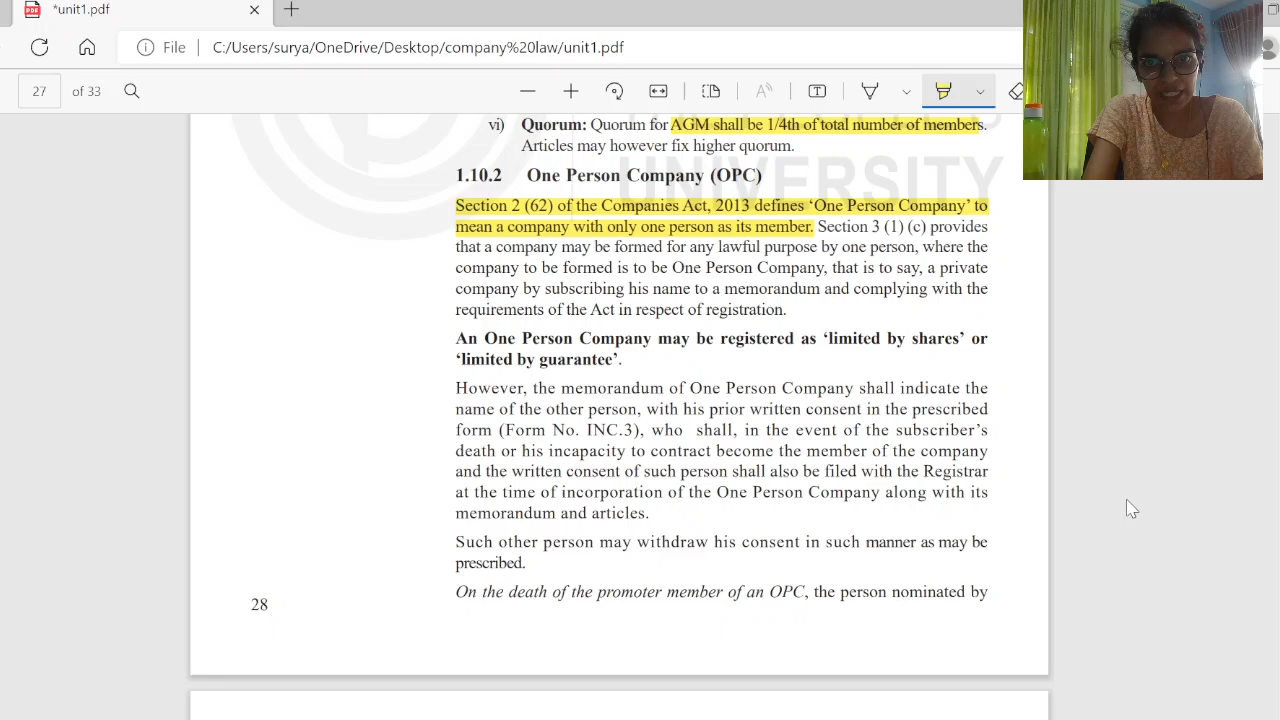 *unit1.pdf
File C:/Users/surya/OneDrive/Desktop/company%20law/unit1.pdf
27 of 33
vi) Quorum: Quorum for AGM shall be 1/4th of total number of members.
Articles may however fix higher quorum.
UNIVERSITY
1.10.2 One Person Company (OPC)
Section 2 (62) of the Companies Act, 2013 defines ‘One Person Company’ to
mean a company with only one person as its member. Section 3 (1) (c) provides
that a company may be formed for any lawful purpose by one person, where the
company to be formed is to be One Person Company, that is to say, a private
company by subscribing his name to a memorandum and complying with the
requirements of the Act in respect of registration.
An One Person Company may be registered as ‘limited by shares’ or
‘limited by guarantee’.
However, the memorandum of One Person Company shall indicate the
name of the other person, with his prior written consent in the prescribed
form (Form No. INC.3), who shall, in the event of the subscriber’s
death or his incapacity to contract become the member of the company
and the written consent of such person shall also be filed with the Registrar
at the time of incorporation of the One Person Company along with its
memorandum and articles.
Such other person may withdraw his consent in such manner as may be
prescribed.
On the death of the promoter member of an OPC, the person nominated by
28